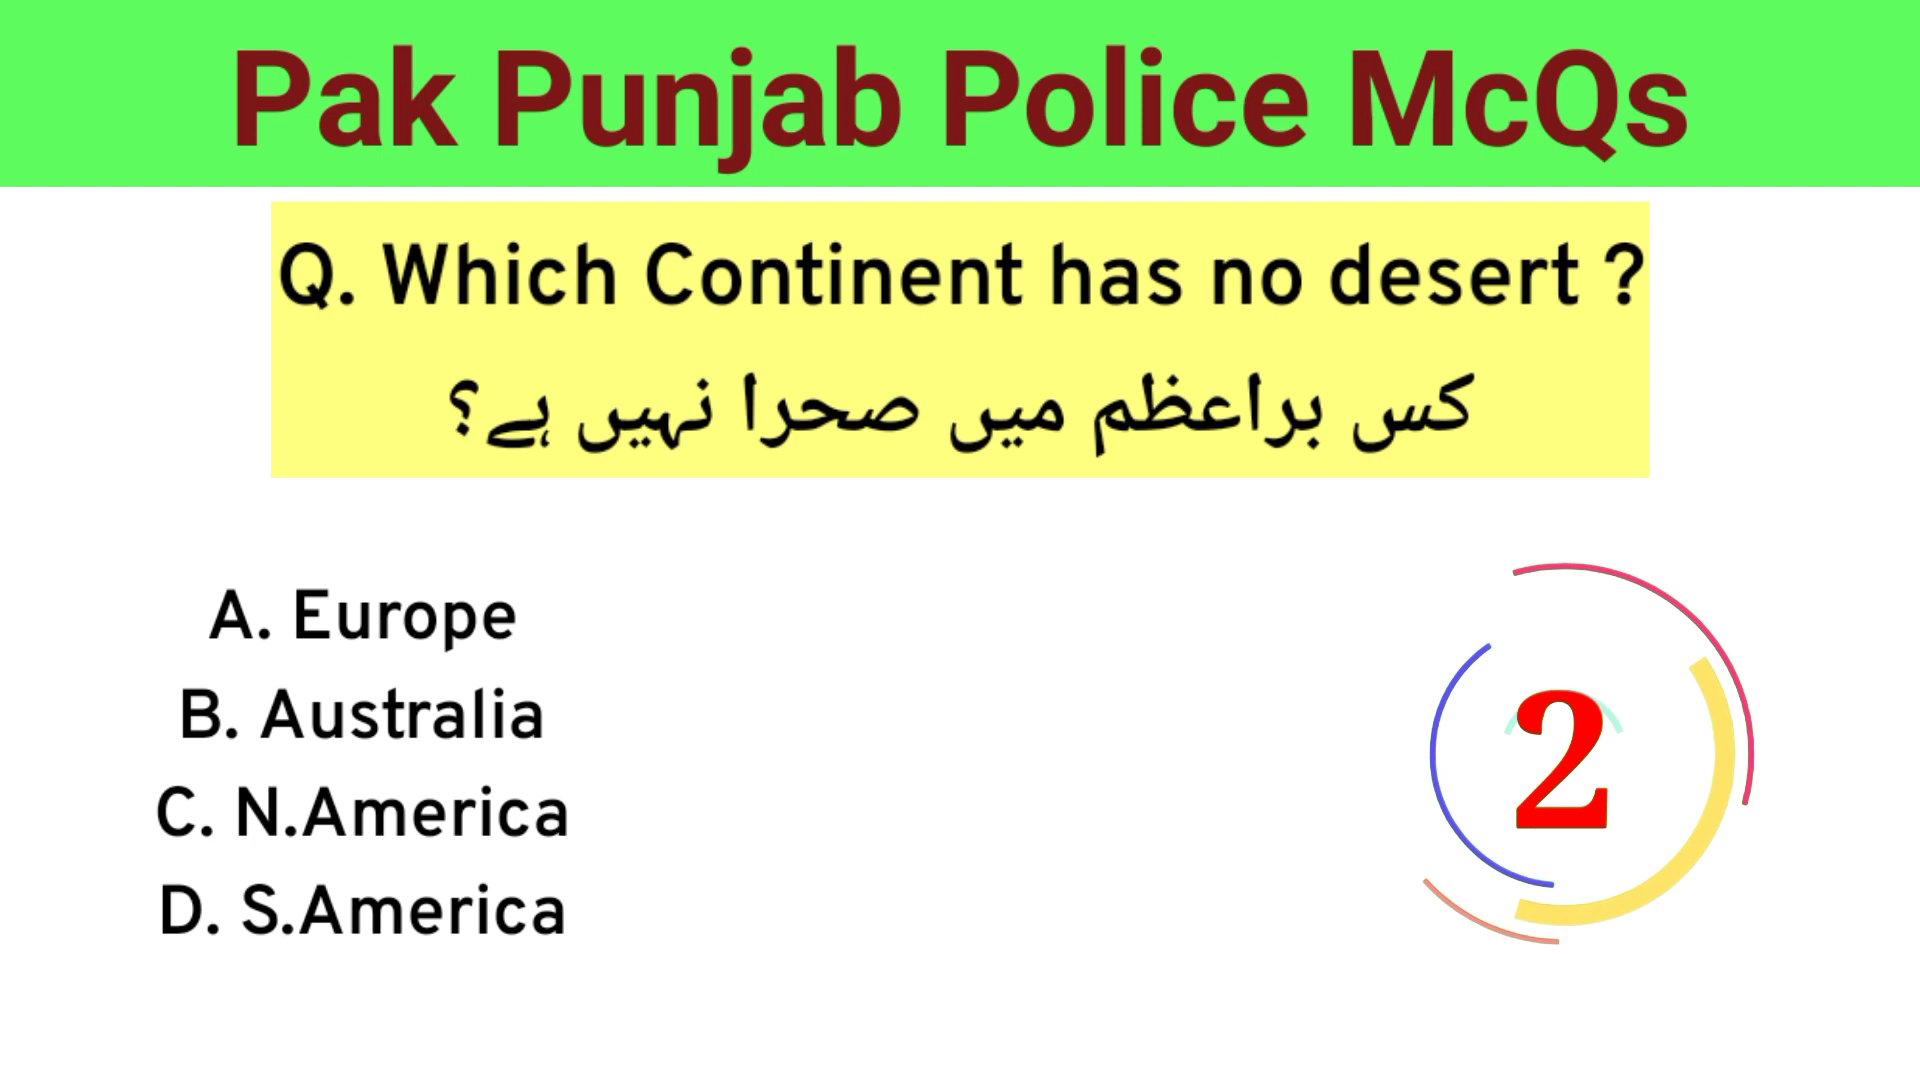 Pak Punjab Police McQs
Q. Which Continent has no desert ?
کس براعظم میں صحرا نہیں ہے؟
A. Europe
B. Australia
C. N.America
D. S.America
2